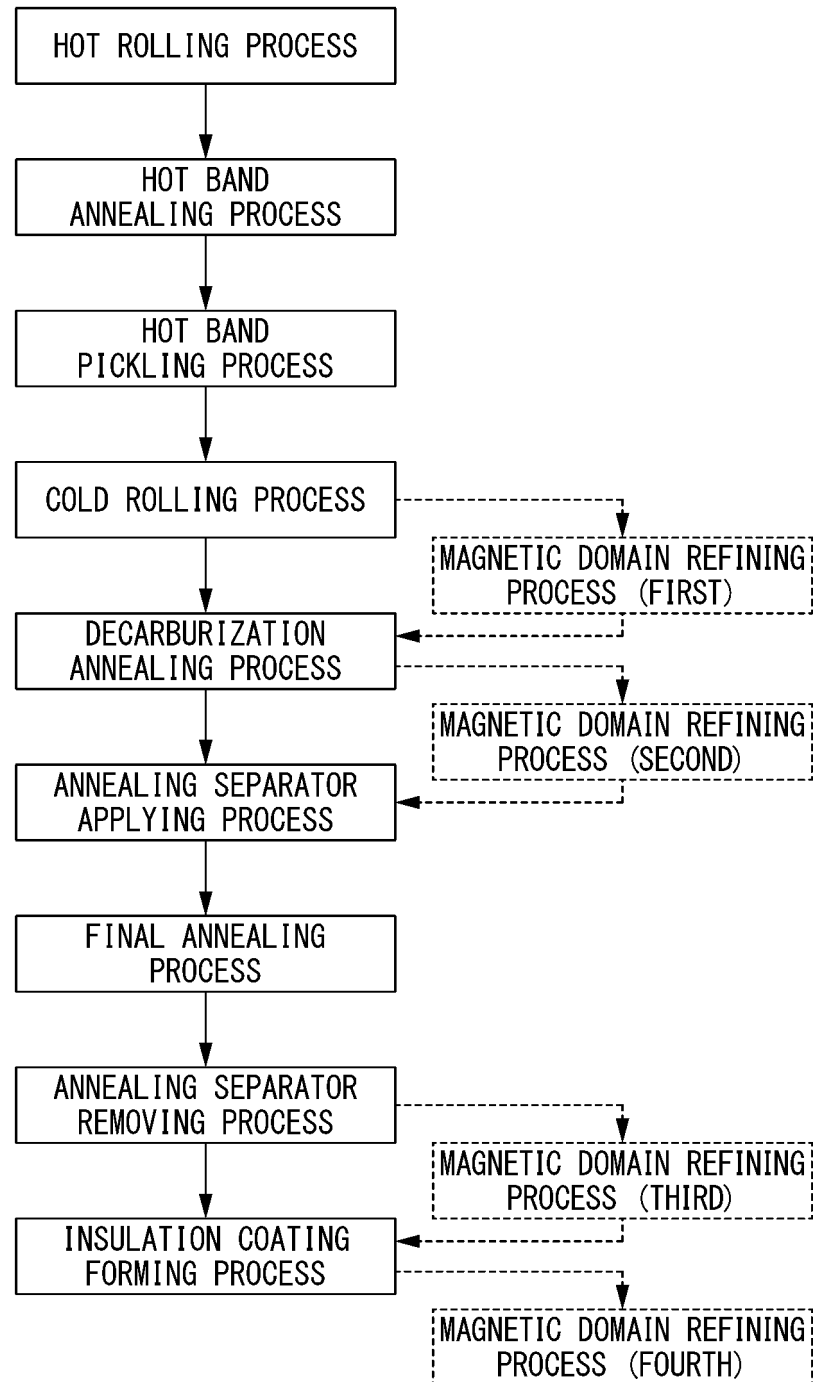 HOT ROLLING PROCESS
HOT BAND
ANNEALING PROCESS
HOT BAND
PICKLING PROCESS
COLD ROLLING PROCESS
MAGNETIC DOMAIN REFINING
PROCESS (FIRST)
DECARBURIZATION
ANNEALING PROCESS
MAGNETIC DOMAIN REFINING
PROCESS (SECOND)
ANNEALING SEPARATOR
APPLYING PROCESS
FINAL ANNEALING
PROCESS
ANNEALING SEPARATOR
REMOVING PROCESS
MAGNETIC DOMAIN REFINING
PROCESS (THIRD)
INSULATION COATING
FORMING PROCESS
MAGNETIC DOMAIN REFINING
PROCESS (FOURTH)